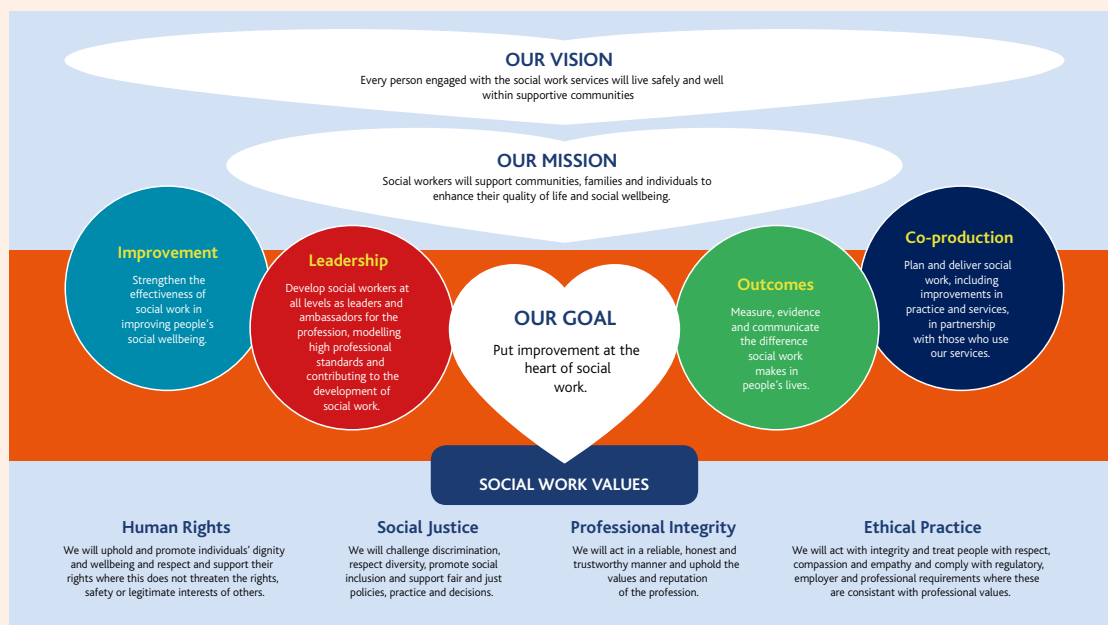 OUR VISION
Every person engaged with the social work services will live safely and well
within supportive communities
OUR MISSION
Social workers will support communities, families and individuals to
enhance their quality of life and social wellbeing.
Improvement
Strengthen the
effectiveness of
social work in
improving people's
social wellbeing.
Leadership
Develop social workers at
all levels as leaders and
ambassadors for the
profession, modelling
high professional
standards and
contributing to the
development of
social work.
OUR GOAL
Put improvement at the
heart of social
work.
Outcomes
Measure, evidence
and communicate
the difference
social work
makes in
people's lives.
Co-production
Plan and deliver social
work, including
improvements in
practice and services,
in partnership
with those who use
our services.
SOCIAL WORK VALUES
Human Rights
We will uphold and promote individuals' dignity
and wellbeing and respect and support their
rights where this does not threaten the rights,
safety or legitimate interests of others.
Social Justice
We will challenge discrimination,
respect diversity, promote social
inclusion and support fair and just
policies, practice and decisions.
Professional Integrity
We will act in a reliable, honest and
trustworthy manner and uphold the
values and reputation
of the profession.
Ethical Practice
We will act with integrity and treat people with respect,
compassion and empathy and comply with regulatory,
employer and professional requirements where these
are consistant with professional values.